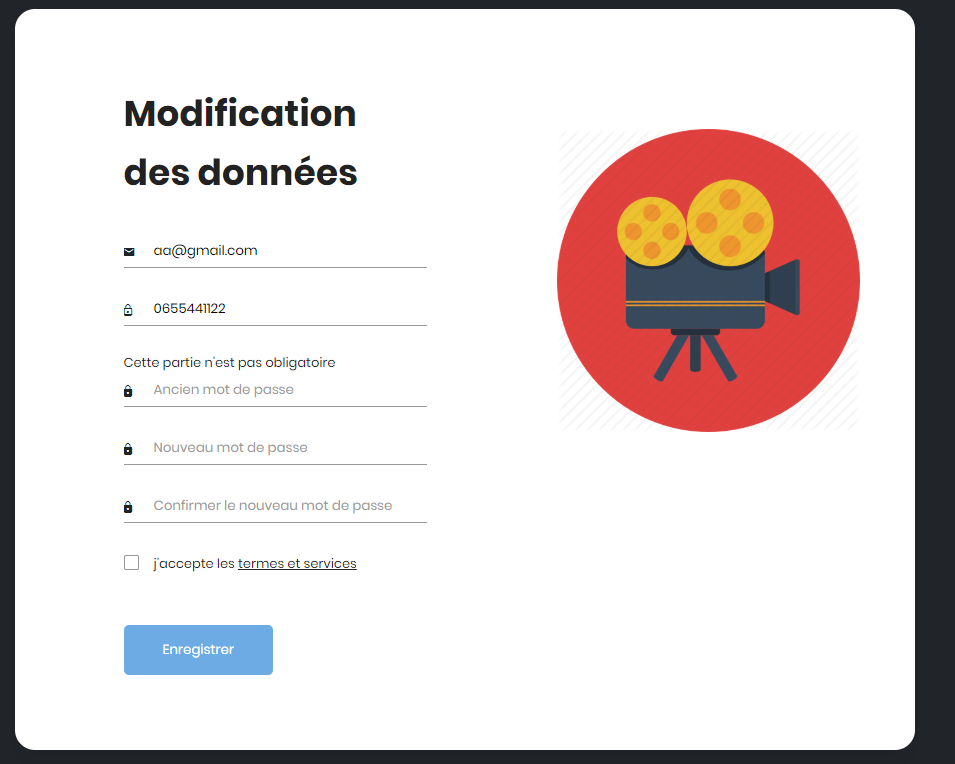 Modification
des données
aa@gmail.com
0655441122
Cette partie n'est pas obligatoire
Ancien mot de passe
Nouveau mot de passe
Confirmer le nouveau mot de passe
j'accepte les termes et services
Enregistrer